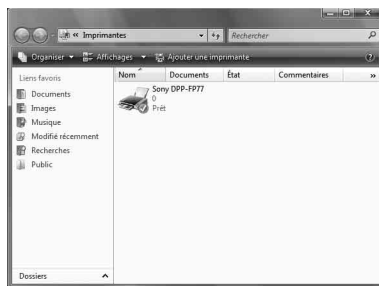 Imprimantes
Rechercher
Organiser Affichages Ajouter une imprimante
Liens favoris
Documents
Images
Musique
Modifié récemment
Recherches
Public
Dossiers
Nom Documents État Commentaires
Sony DPP-FP77
0
Prêt